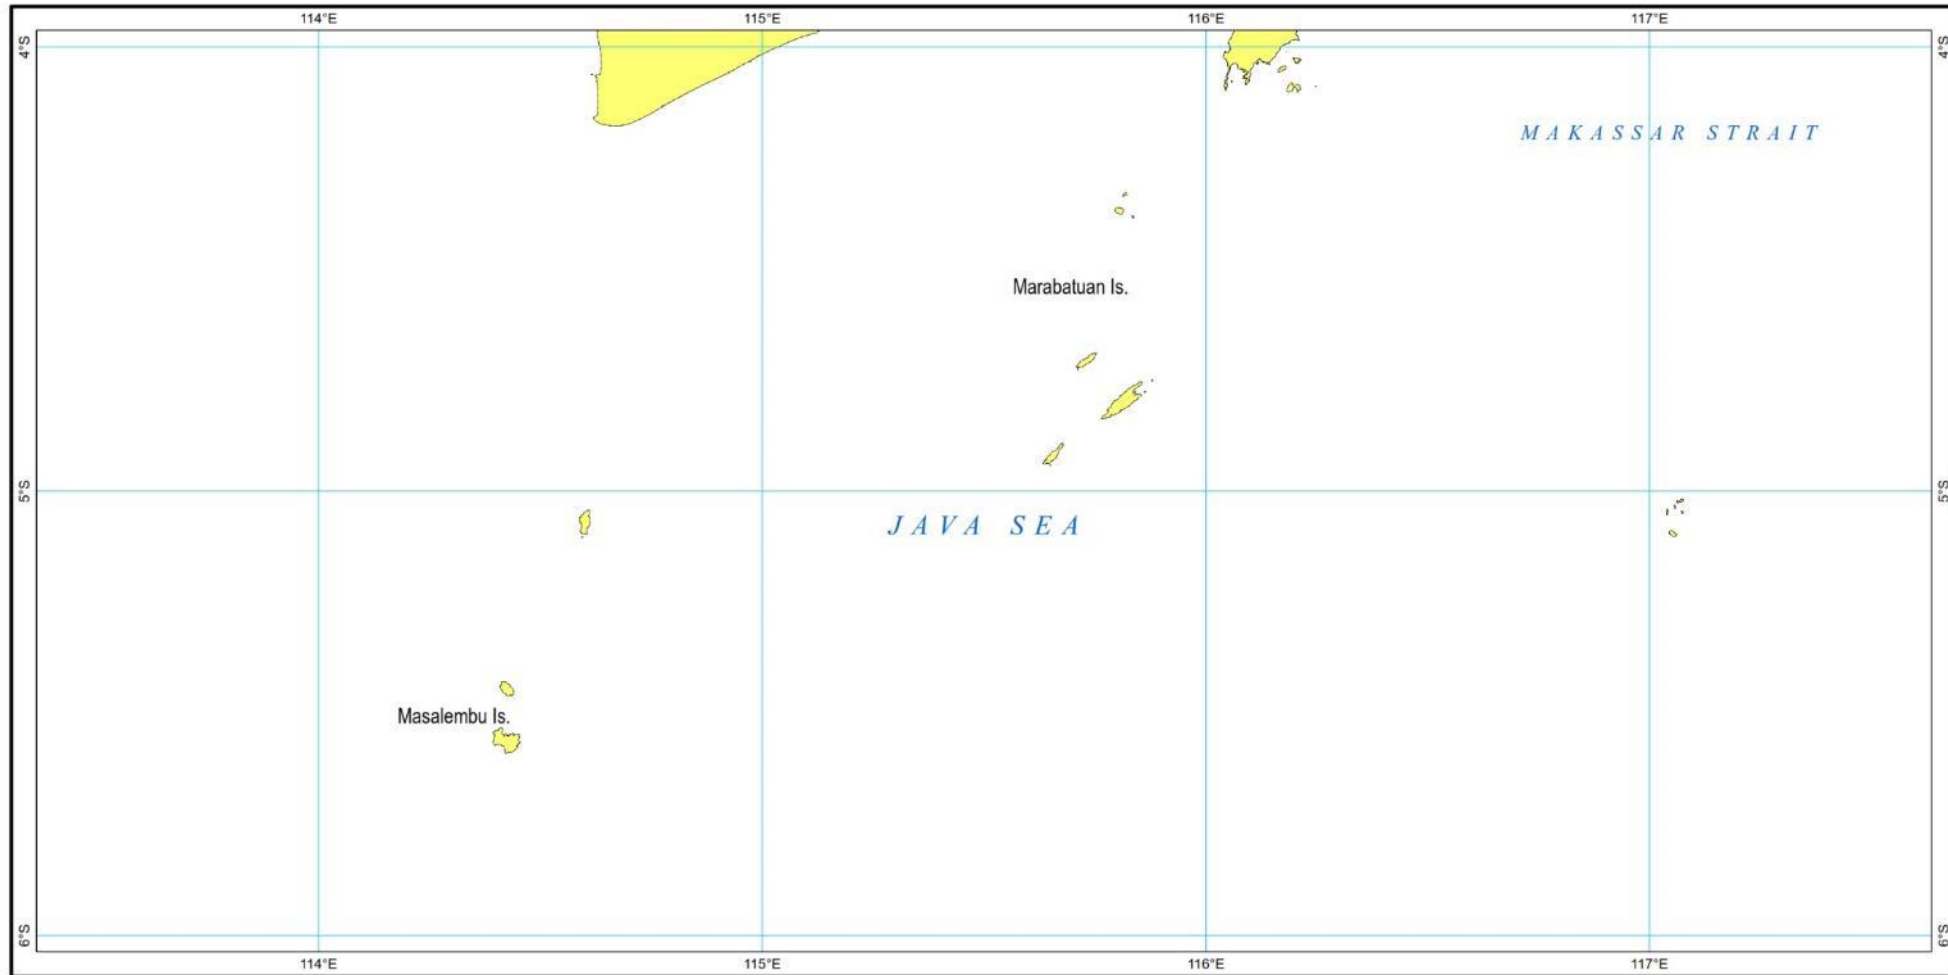 114°E 115°E 116°E 117°E
4°S 4°S
MAKASSAR STRAIT
Marabatuan Is.
5°S 5°S
JAVA SEA
Masalembu Is.
6°S 6°S
114°E 115°E 116°E 117°E